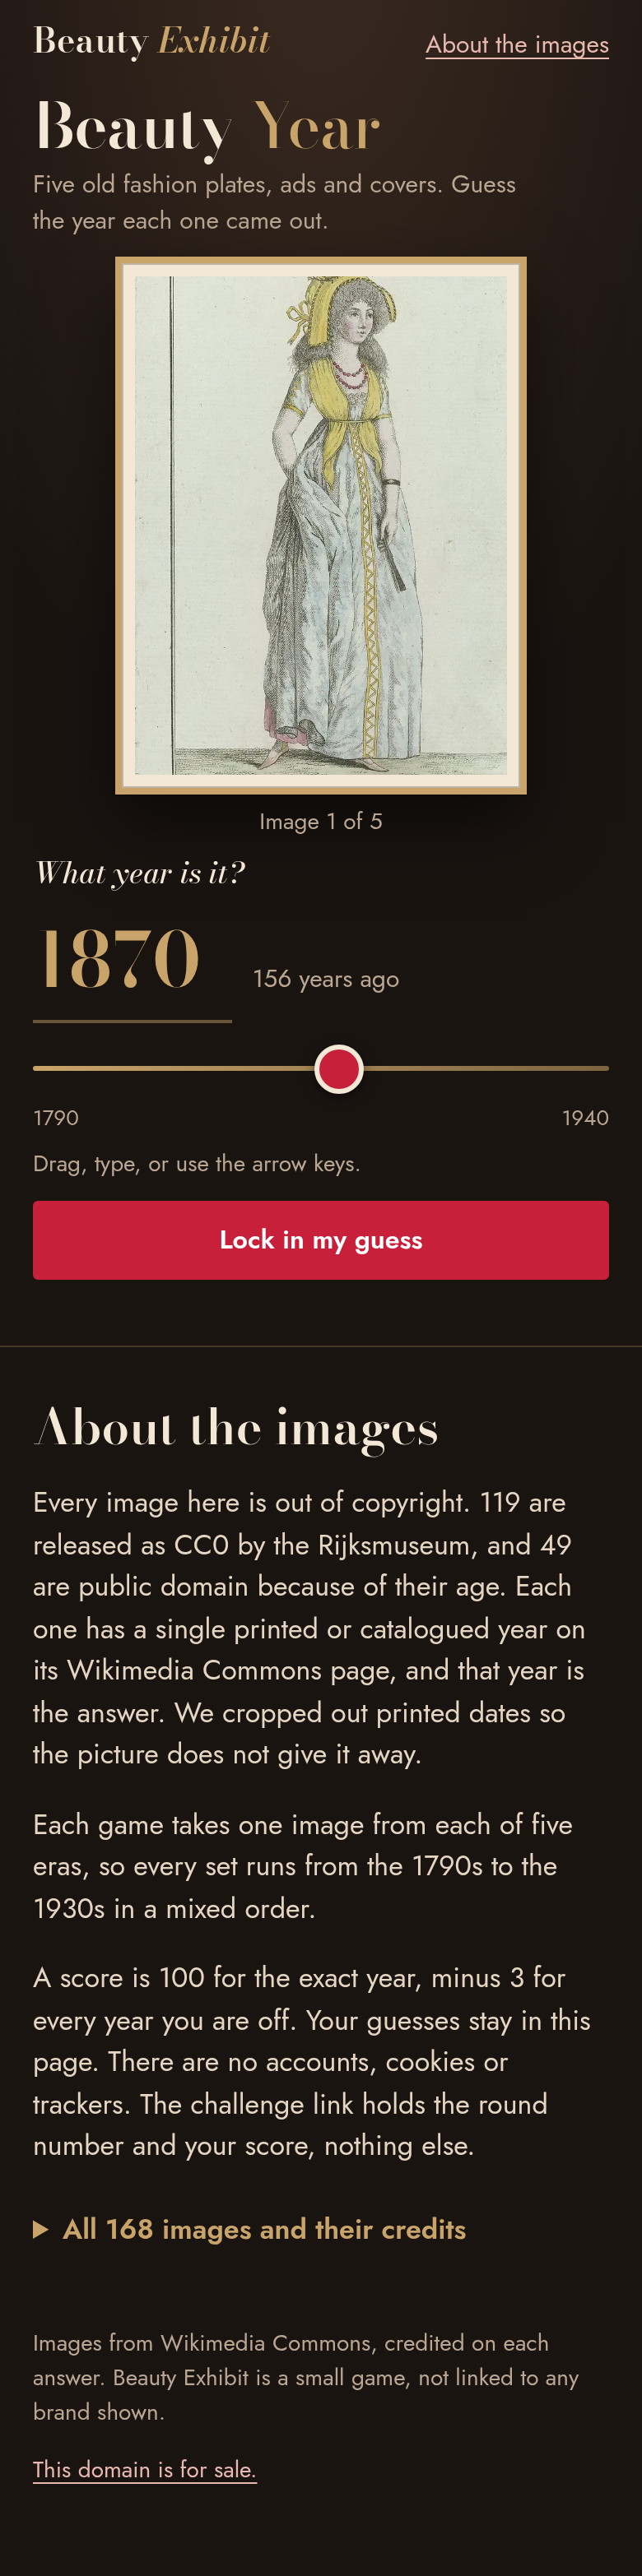 Beauty Exhibit
About the images
Beauty Year
Five old fashion plates, ads and covers. Guess
the year each one came out.
Image 1 of 5
What year is it?
1870
156 years ago
1790
1940
Drag, type, or use the arrow keys.
Lock in my guess
About the images
Every image here is out of copyright. 119 are
released as CC0 by the Rijksmuseum, and 49
are public domain because of their age. Each
one has a single printed or catalogued year on
its Wikimedia Commons page, and that year is
the answer. We cropped out printed dates so
the picture does not give it away.
Each game takes one image from each of five
eras, so every set runs from the 1790s to the
1930s in a mixed order.
A score is 100 for the exact year, minus 3 for
every year you are off. Your guesses stay in this
page. There are no accounts, cookies or
trackers. The challenge link holds the round
number and your score, nothing else.
All 168 images and their credits
Images from Wikimedia Commons, credited on each
answer. Beauty Exhibit is a small game, not linked to any
brand shown.
This domain is for sale.